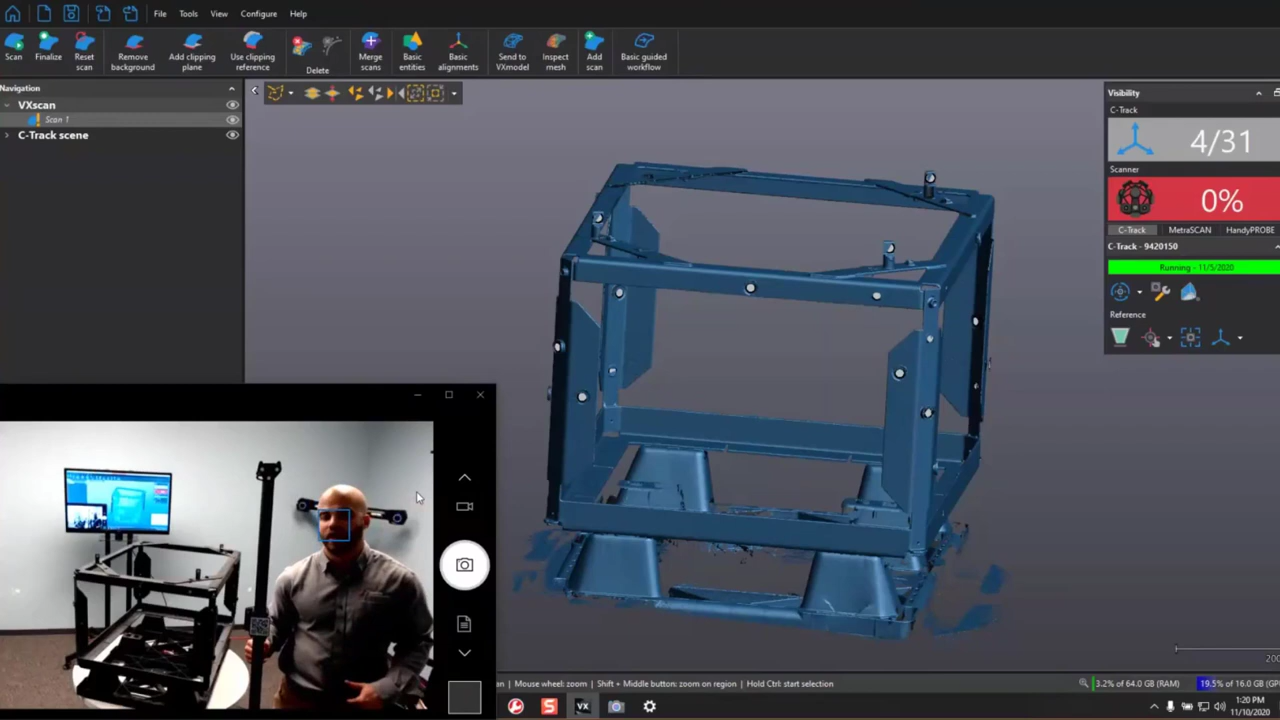 File Tools View Configure Help
Scan
Finalize
Reset scan
Remove background
Add clipping plane
Use clipping reference
Delete
Merge scans
Basic entities
Basic alignments
Send to VXmodel
Inspect mesh
Add scan
Basic guided workflow
Navigation
VXscan
Scan 1
C-Track scene
Visibility
C-Track
4/31
Scanner
0%
C-Track MetraSCAN HandyPROBE
C-Track - 9420150
Running - 11/5/2020
Reference
200
Mouse wheel: zoom | Shift + Middle button: zoom on region | Hold Ctrl: start selection
3.2% of 64.0 GB (RAM) 19.5% of 16.0 GB (GP
VX
1:20 PM
11/10/2020